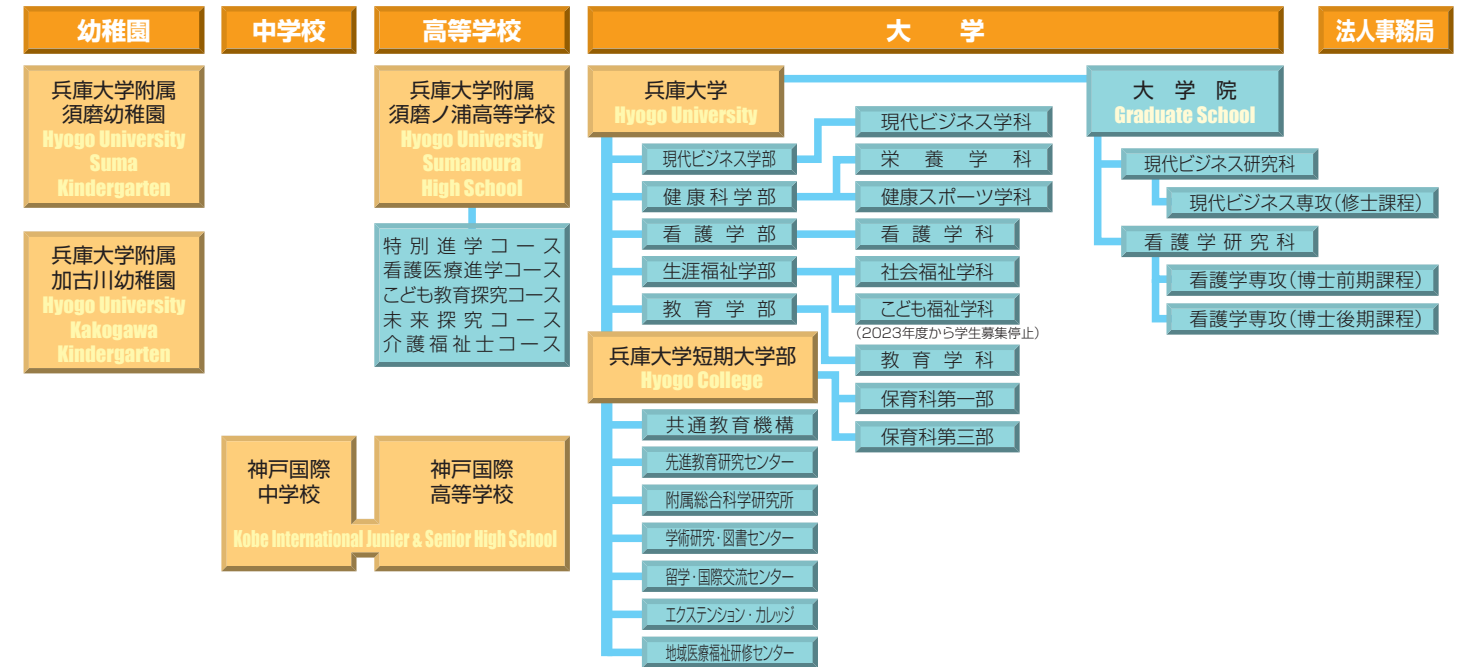 幼稚園
中学校
高等学校
大学
法人事務局
兵庫大学附属
須磨幼稚園
Hyogo University
Suma
Kindergarten
兵庫大学附属
加古川幼稚園
Hyogo University
Kakogawa
Kindergarten
兵庫大学附属
須磨ノ浦高等学校
Hyogo University
Sumanoura
High School
特別進学コース
看護医療進学コース
こども教育探究コース
未来探究コース
介護福祉士コース
神戸国際
中学校
神戸国際
高等学校
Kobe International Junier & Senior High School
兵庫大学
Hyogo University
現代ビジネス学部
健康科学部
看護学部
生涯福祉学部
教育学部
現代ビジネス学科
栄養学科
健康スポーツ学科
看護学科
社会福祉学科
こども福祉学科
(2023年度から学生募集停止)
教育学科
兵庫大学短期大学部
Hyogo College
保育科第一部
保育科第三部
共通教育機構
先進教育研究センター
附属総合科学研究所
学術研究・図書センター
留学・国際交流センター
エクステンション・カレッジ
地域医療福祉研修センター
大学院
Graduate School
現代ビジネス研究科
現代ビジネス専攻(修士課程)
看護学研究科
看護学専攻(博士前期課程)
看護学専攻(博士後期課程)